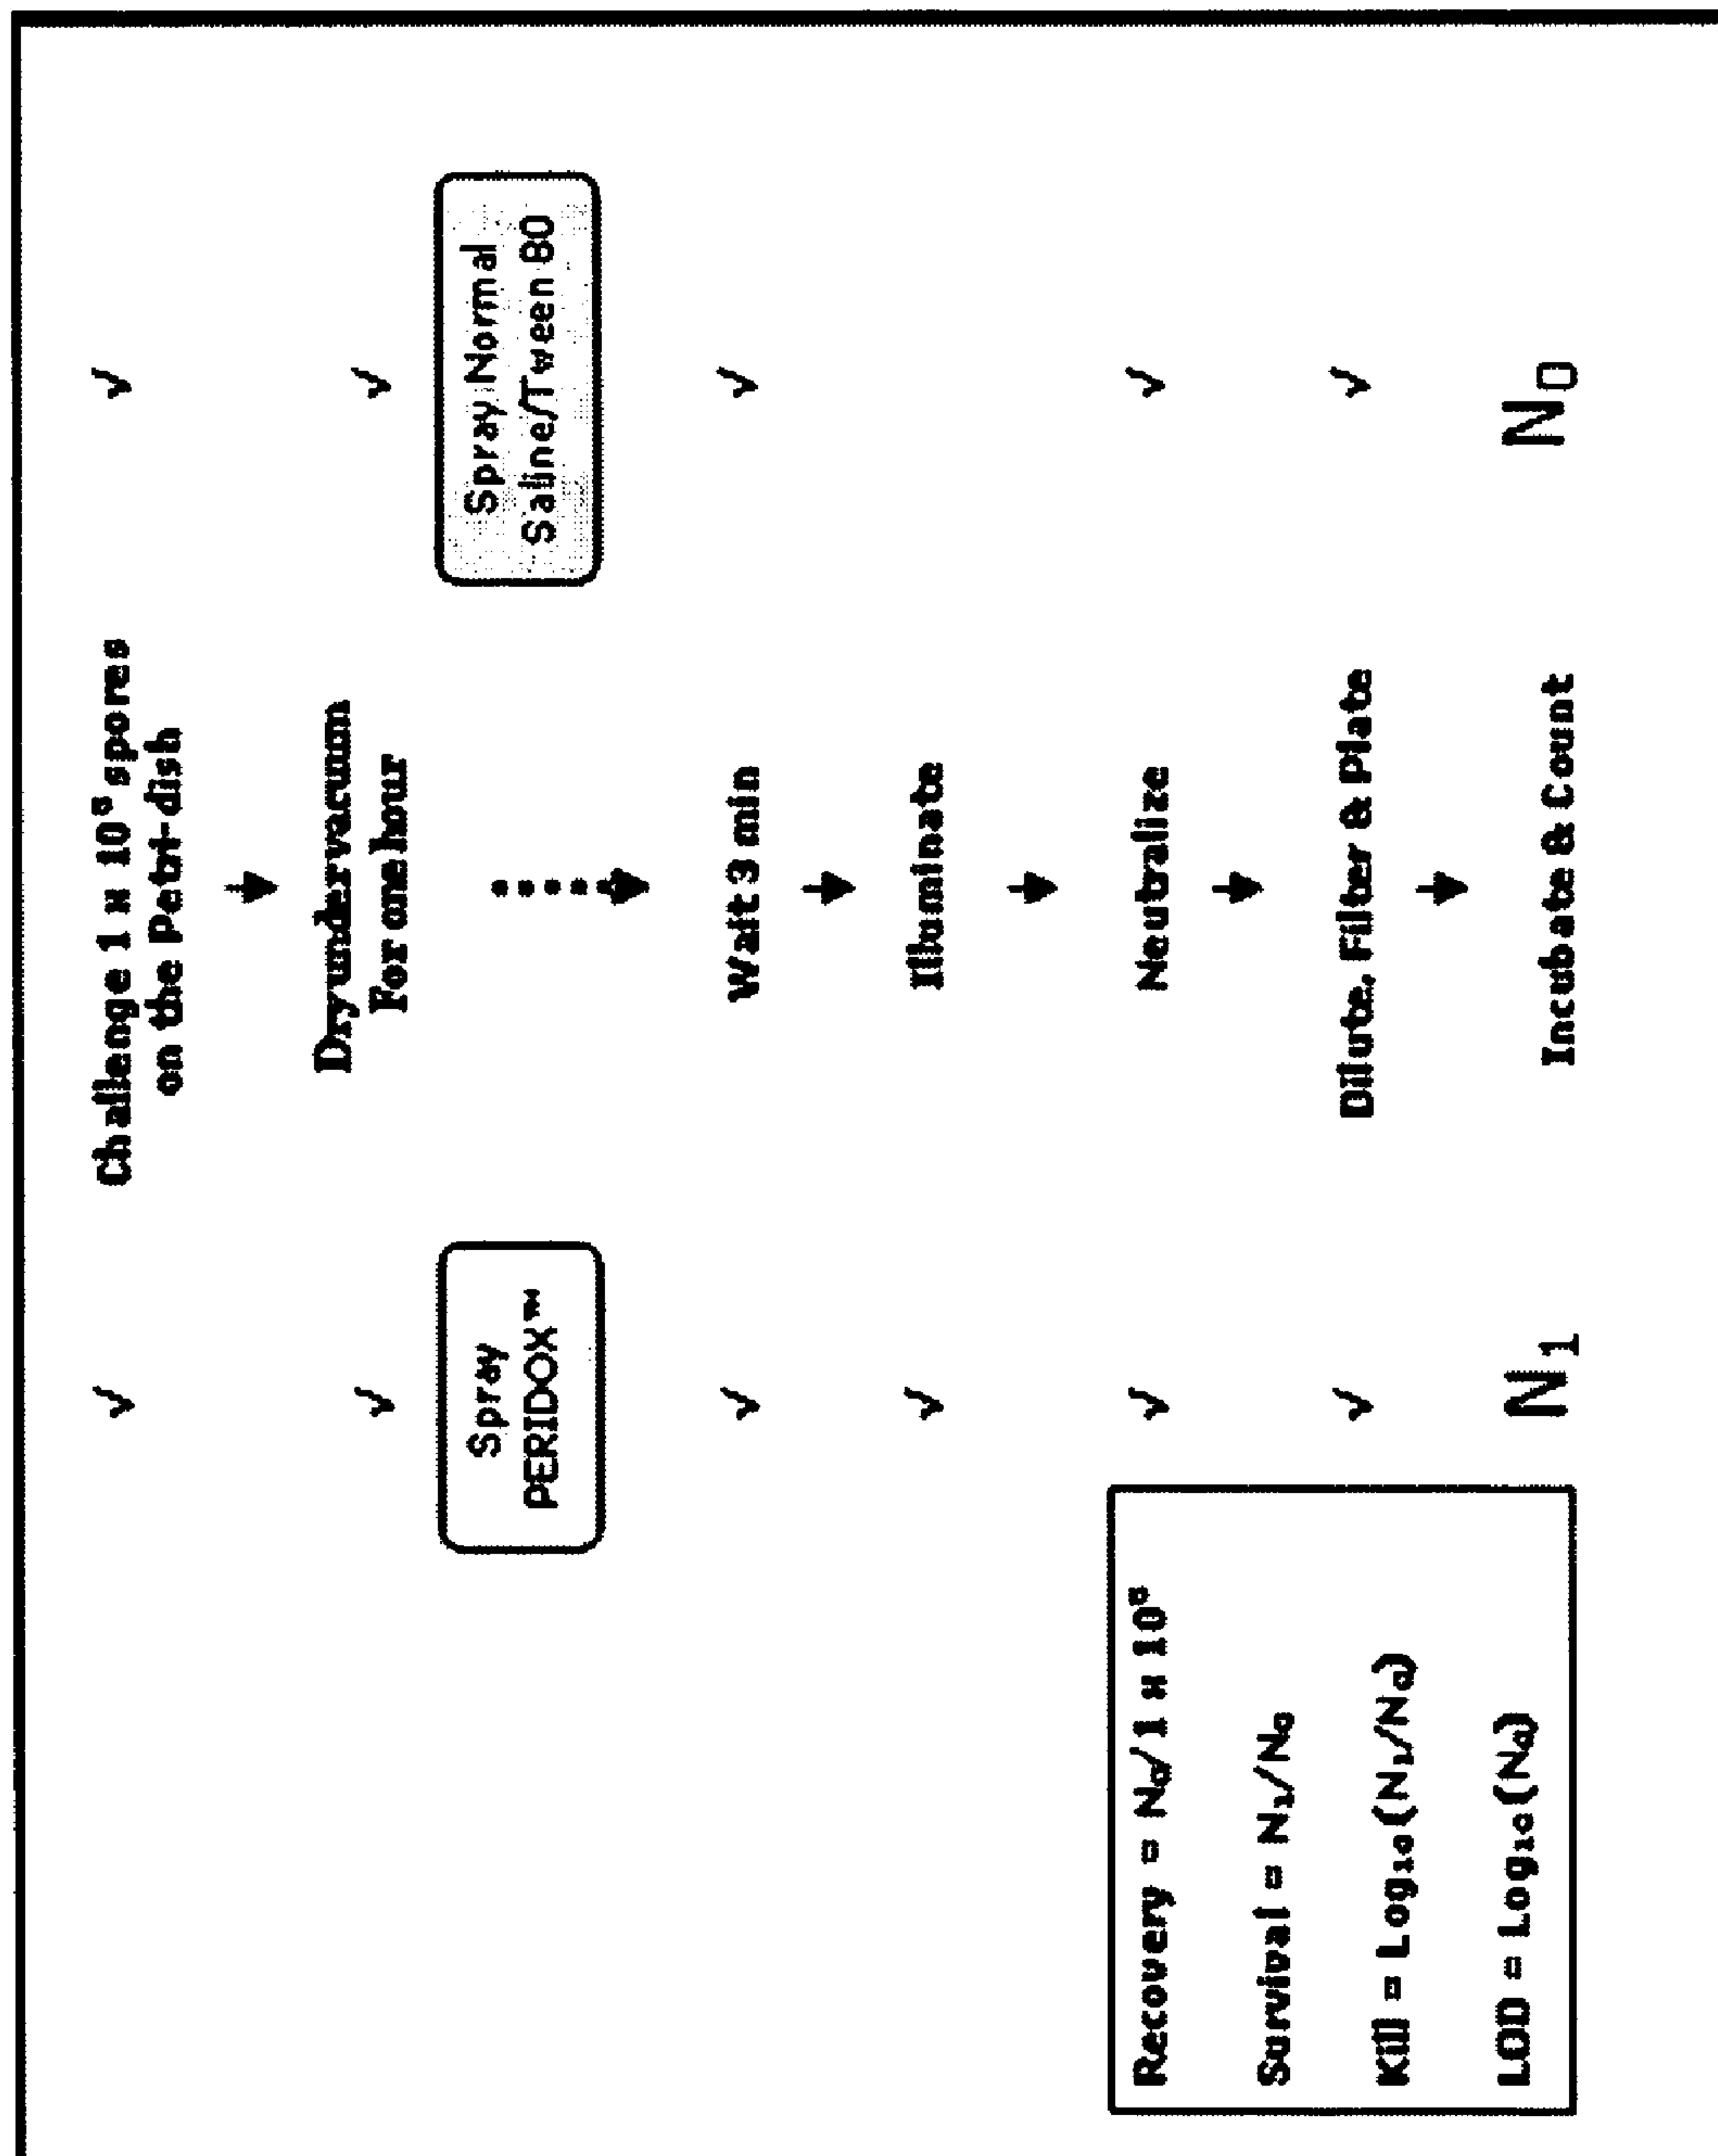 √ Challenge 1 x 10⁵ spores √
on the Petri-dish
√ Dry under vacuum √
For one hour
Spray
PERIDOX™
Spray Normal
Saline/Tween 80
√ Wait 3 min √
√ Illuminate
√ Neutralize √
√ Dilute, Filter & Plate √
N₁ Incubate & Count N₀
Recovery = N₀/1 x 10⁵
Survival = N₁/N₀
Kill = Log₁₀(N₁/N₀)
LOD = Log₁₀(N₀)